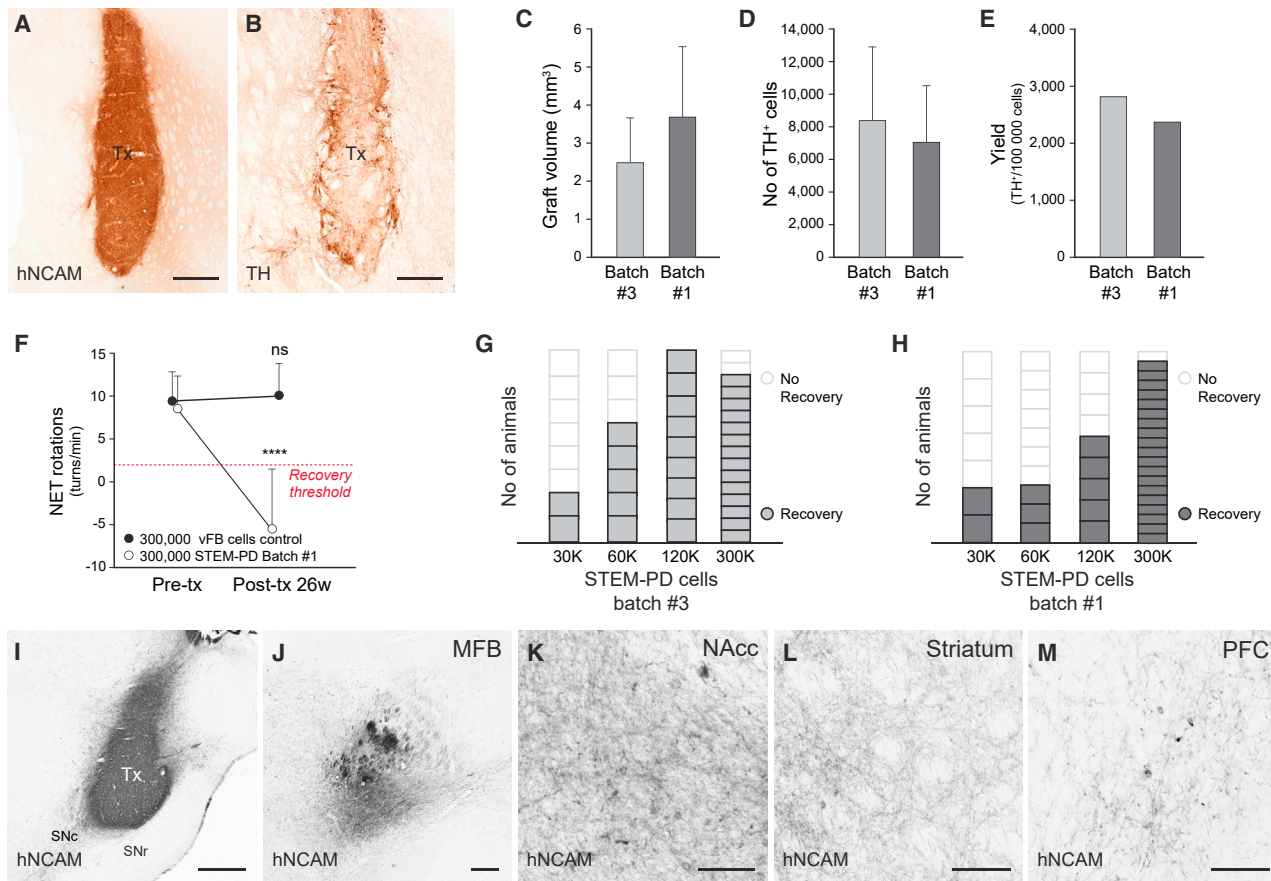 A
Tx
hNCAM
B
Tx
TH
C
Graft volume (mm³)
6
5
4
3
2
1
0
Batch
#3
Batch
#1
D
No of TH⁺ cells
14,000
12,000
10,000
8,000
6,000
4,000
2,000
0
Batch
#3
Batch
#1
E
Yield
(TH⁺/100 000 cells)
4,000
3,000
2,000
1,000
0
Batch
#3
Batch
#1
F
NET rotations
(turns/min)
15
10
5
0
-5
-10
ns
****
Recovery
threshold
300,000 vFB cells control
300,000 STEM-PD Batch #1
Pre-tx
Post-tx 26w
G
No of animals
No
Recovery
Recovery
30K 60K 120K 300K
STEM-PD cells
batch #3
H
No of animals
No
Recovery
Recovery
30K 60K 120K 300K
STEM-PD cells
batch #1
I
Tx
SNc
SNr
hNCAM
J
MFB
hNCAM
K
NAcc
hNCAM
L
Striatum
hNCAM
M
PFC
hNCAM